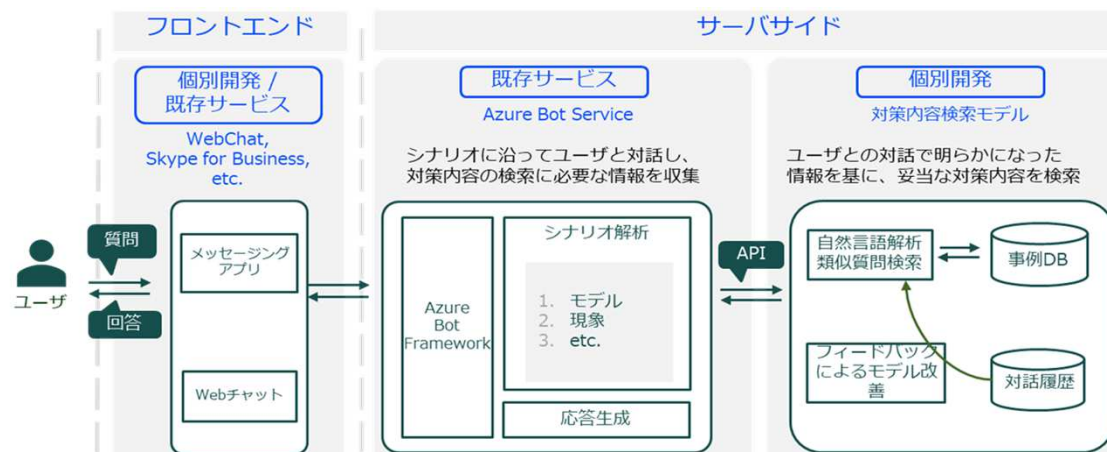 フロントエンド
サーバサイド
個別開発 /
既存サービス
WebChat,
Skype for Business,
etc.
既存サービス
Azure Bot Service
シナリオに沿ってユーザと対話し、
対策内容の検索に必要な情報を収集
個別開発
対策内容検索モデル
ユーザとの対話で明らかになった
情報を基に、妥当な対策内容を検索
ユーザ
質問
回答
メッセージング
アプリ
Webチャット
Azure
Bot
Framework
シナリオ解析
1. モデル
2. 現象
3. etc.
応答生成
API
自然言語解析
類似質問検索
事例DB
フィードバック
によるモデル改
善
対話履歴